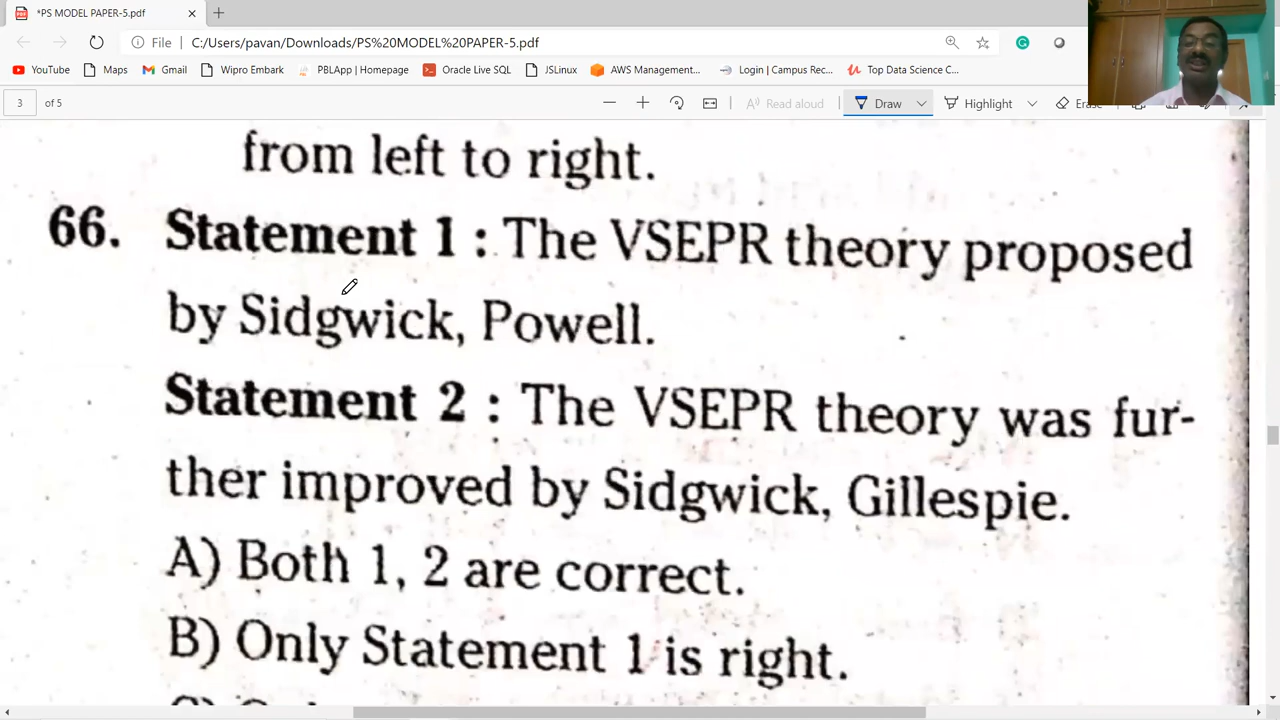 *PS MODEL PAPER-5.pdf
File C:/Users/pavan/Downloads/PS%20MODEL%20PAPER-5.pdf
YouTube Maps Gmail Wipro Embark PBLApp | Homepage Oracle Live SQL JSLinux AWS Management... Login | Campus Rec... Top Data Science C...
3 of 5 Read aloud Draw Highlight Erase
from left to right.
66. Statement 1 : The VSEPR theory proposed
by Sidgwick, Powell.
Statement 2 : The VSEPR theory was fur-
ther improved by Sidgwick, Gillespie.
A) Both 1, 2 are correct.
B) Only Statement 1 is right.